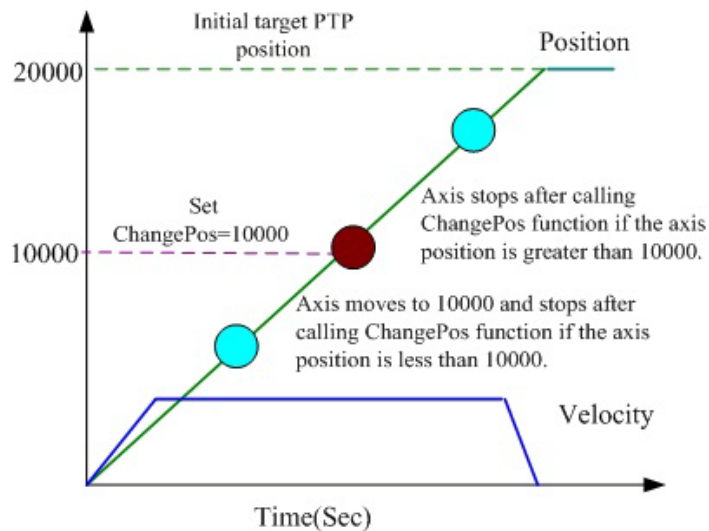 Initial target PTP
position
Position
20000
Set
ChangePos=10000
Axis stops after calling
ChangePos function if the axis
position is greater than 10000.
10000
Axis moves to 10000 and stops after
calling ChangePos function if the axis
position is less than 10000.
Velocity
Time(Sec)